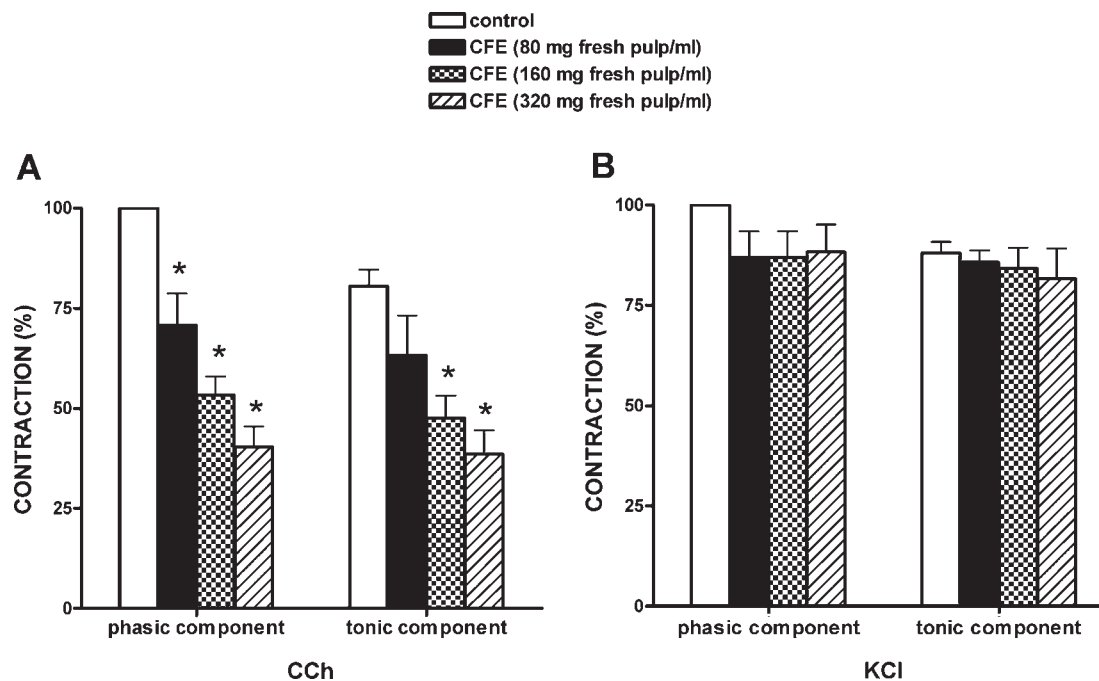 control
CFE (80 mg fresh pulp/ml)
CFE (160 mg fresh pulp/ml)
CFE (320 mg fresh pulp/ml)
A
CONTRACTION (%)
100
75
50
25
0
* * * * *
phasic component tonic component
CCh
B
CONTRACTION (%)
100
75
50
25
0
phasic component tonic component
KCl